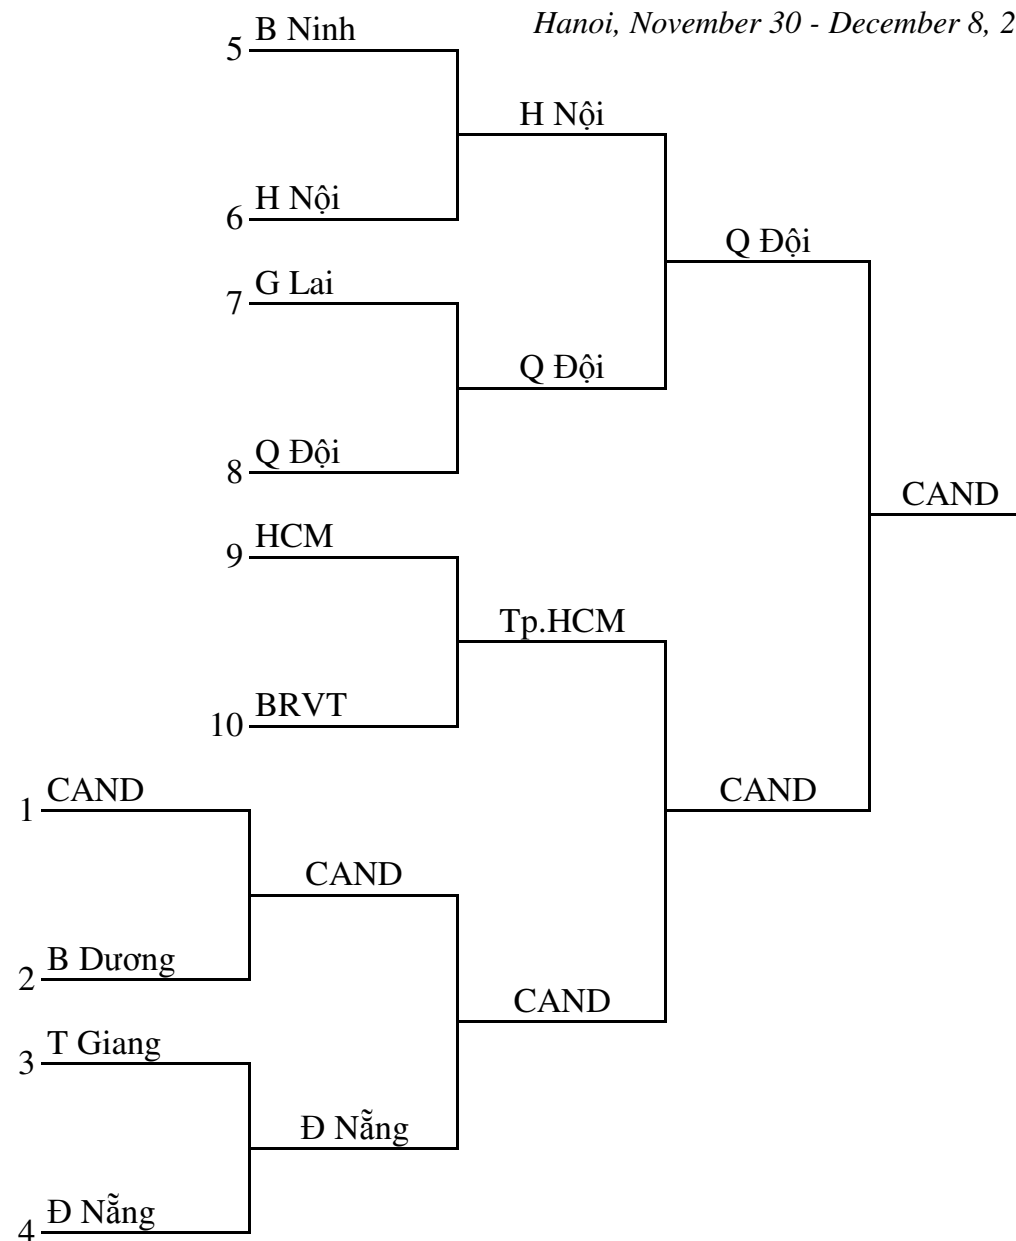 Hanoi, November 30 - December 8, 2
5 B Ninh
H Nội
6 H Nội
Q Đội
7 G Lai
Q Đội
8 Q Đội
CAND
9 HCM
Tp.HCM
10 BRVT
1 CAND
CAND
CAND
2 B Dương
CAND
3 T Giang
Đ Nẵng
4 Đ Nẵng